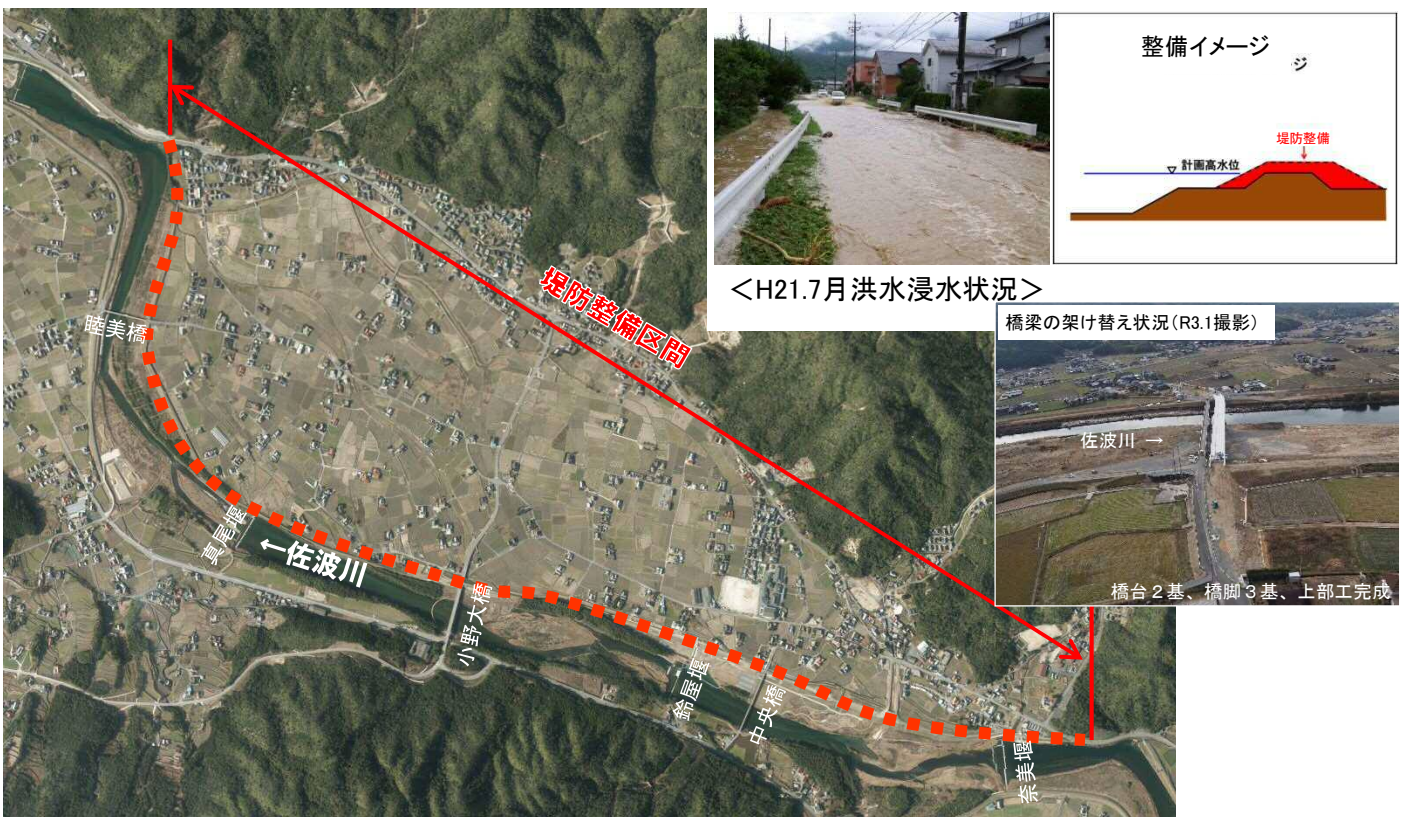 整備イメージ
ジ
堤防整備
計画高水位
<H21.7月洪水浸水状況>
橋梁の架け替え状況(R3.1撮影)
佐波川 →
橋台2基、橋脚3基、上部工完成
堤防整備区間
睦美橋
真尾堰
←佐波川
小野大橋
鈴屋堰
中央橋
奈美堰